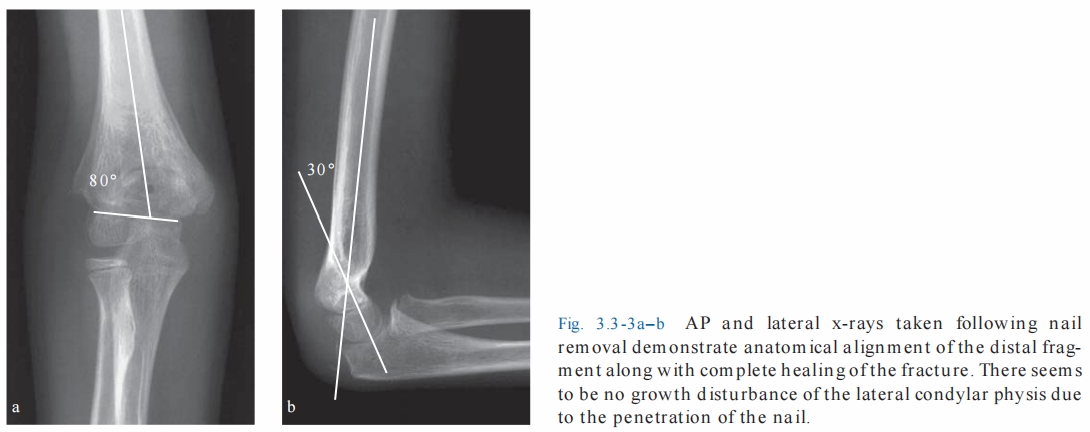 80°
a
30°
b
Fig. 3.3-3a–b AP and lateral x-rays taken following nail
removal demonstrate anatomical alignment of the distal frag-
ment along with complete healing of the fracture. There seems
to be no growth disturbance of the lateral condylar physis due
to the penetration of the nail.